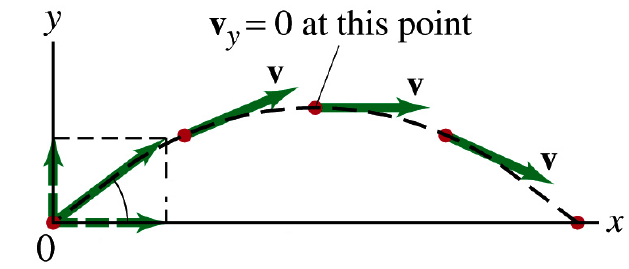 y
v_y = 0 at this point
v
v
v
0
x